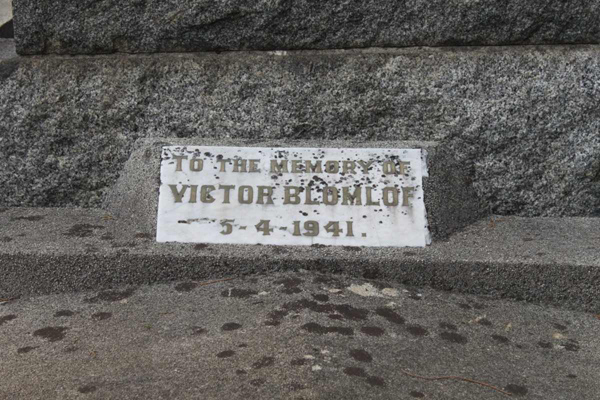 TO THE MEMORY OF
VICTOR BLOMLOF
5-4-1941.